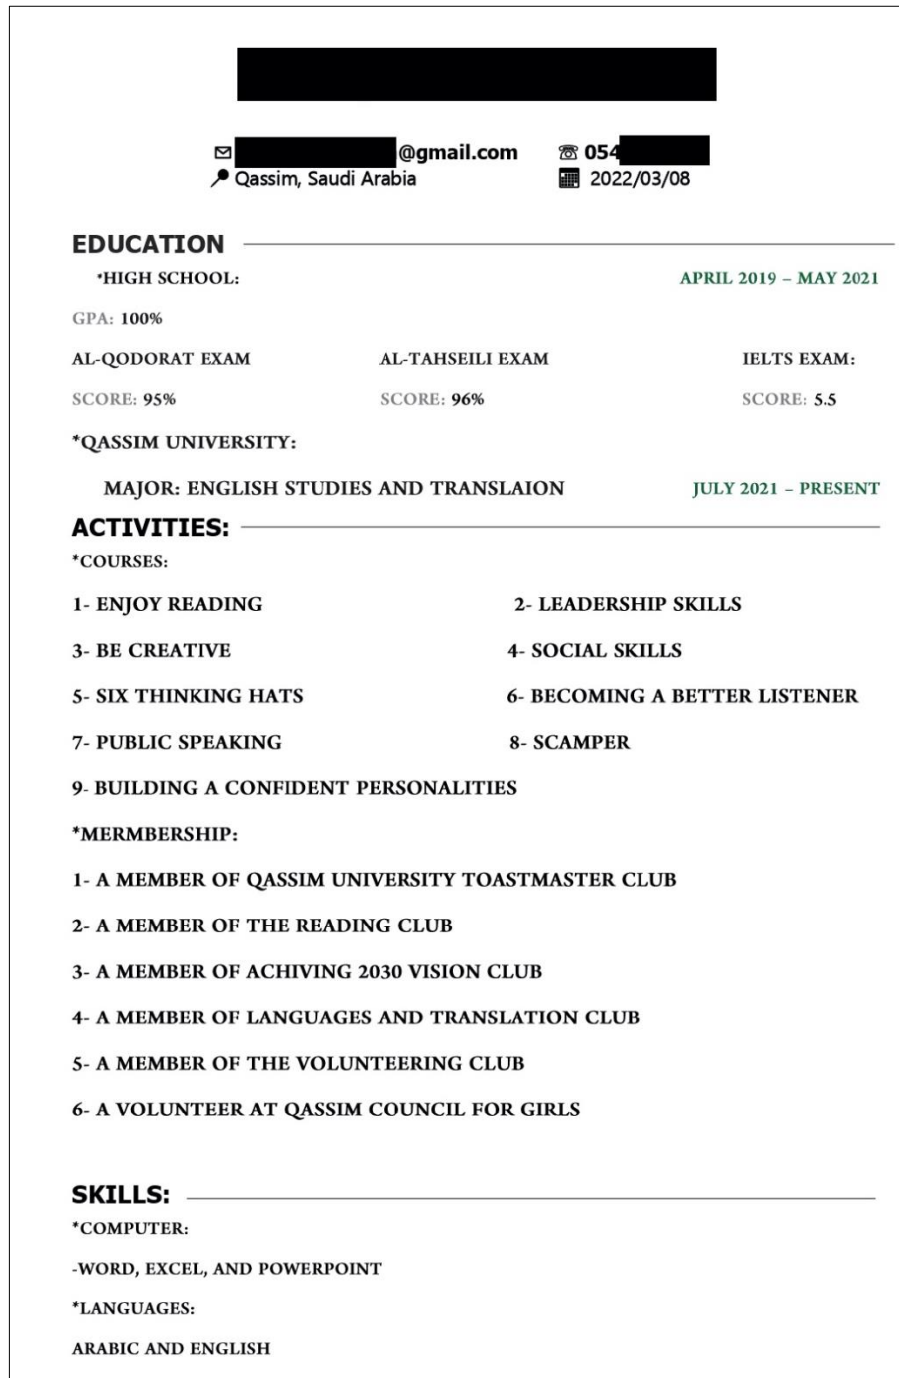 @gmail.com 054
Qassim, Saudi Arabia 2022/03/08
EDUCATION
*HIGH SCHOOL: APRIL 2019 – MAY 2021
GPA: 100%
AL-QODORAT EXAM AL-TAHSEILI EXAM IELTS EXAM:
SCORE: 95% SCORE: 96% SCORE: 5.5
*QASSIM UNIVERSITY:
MAJOR: ENGLISH STUDIES AND TRANSLAION JULY 2021 – PRESENT
ACTIVITIES:
*COURSES:
1- ENJOY READING 2- LEADERSHIP SKILLS
3- BE CREATIVE 4- SOCIAL SKILLS
5- SIX THINKING HATS 6- BECOMING A BETTER LISTENER
7- PUBLIC SPEAKING 8- SCAMPER
9- BUILDING A CONFIDENT PERSONALITIES
*MERMBERSHIP:
1- A MEMBER OF QASSIM UNIVERSITY TOASTMASTER CLUB
2- A MEMBER OF THE READING CLUB
3- A MEMBER OF ACHIVING 2030 VISION CLUB
4- A MEMBER OF LANGUAGES AND TRANSLATION CLUB
5- A MEMBER OF THE VOLUNTEERING CLUB
6- A VOLUNTEER AT QASSIM COUNCIL FOR GIRLS
SKILLS:
*COMPUTER:
-WORD, EXCEL, AND POWERPOINT
*LANGUAGES:
ARABIC AND ENGLISH